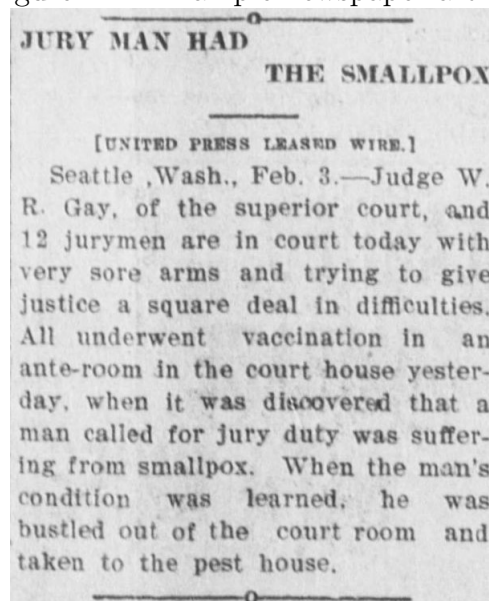 JURY MAN HAD
THE SMALLPOX
[UNITED PRESS LEASED WIRE.]
Seattle ,Wash., Feb. 3.—Judge W.
R. Gay, of the superior court, and
12 jurymen are in court today with
very sore arms and trying to give
justice a square deal in difficulties.
All underwent vaccination in an
ante-room in the court house yester-
day, when it was discovered that a
man called for jury duty was suffer-
ing from smallpox. When the man's
condition was learned, he was
bustled out of the court room and
taken to the pest house.